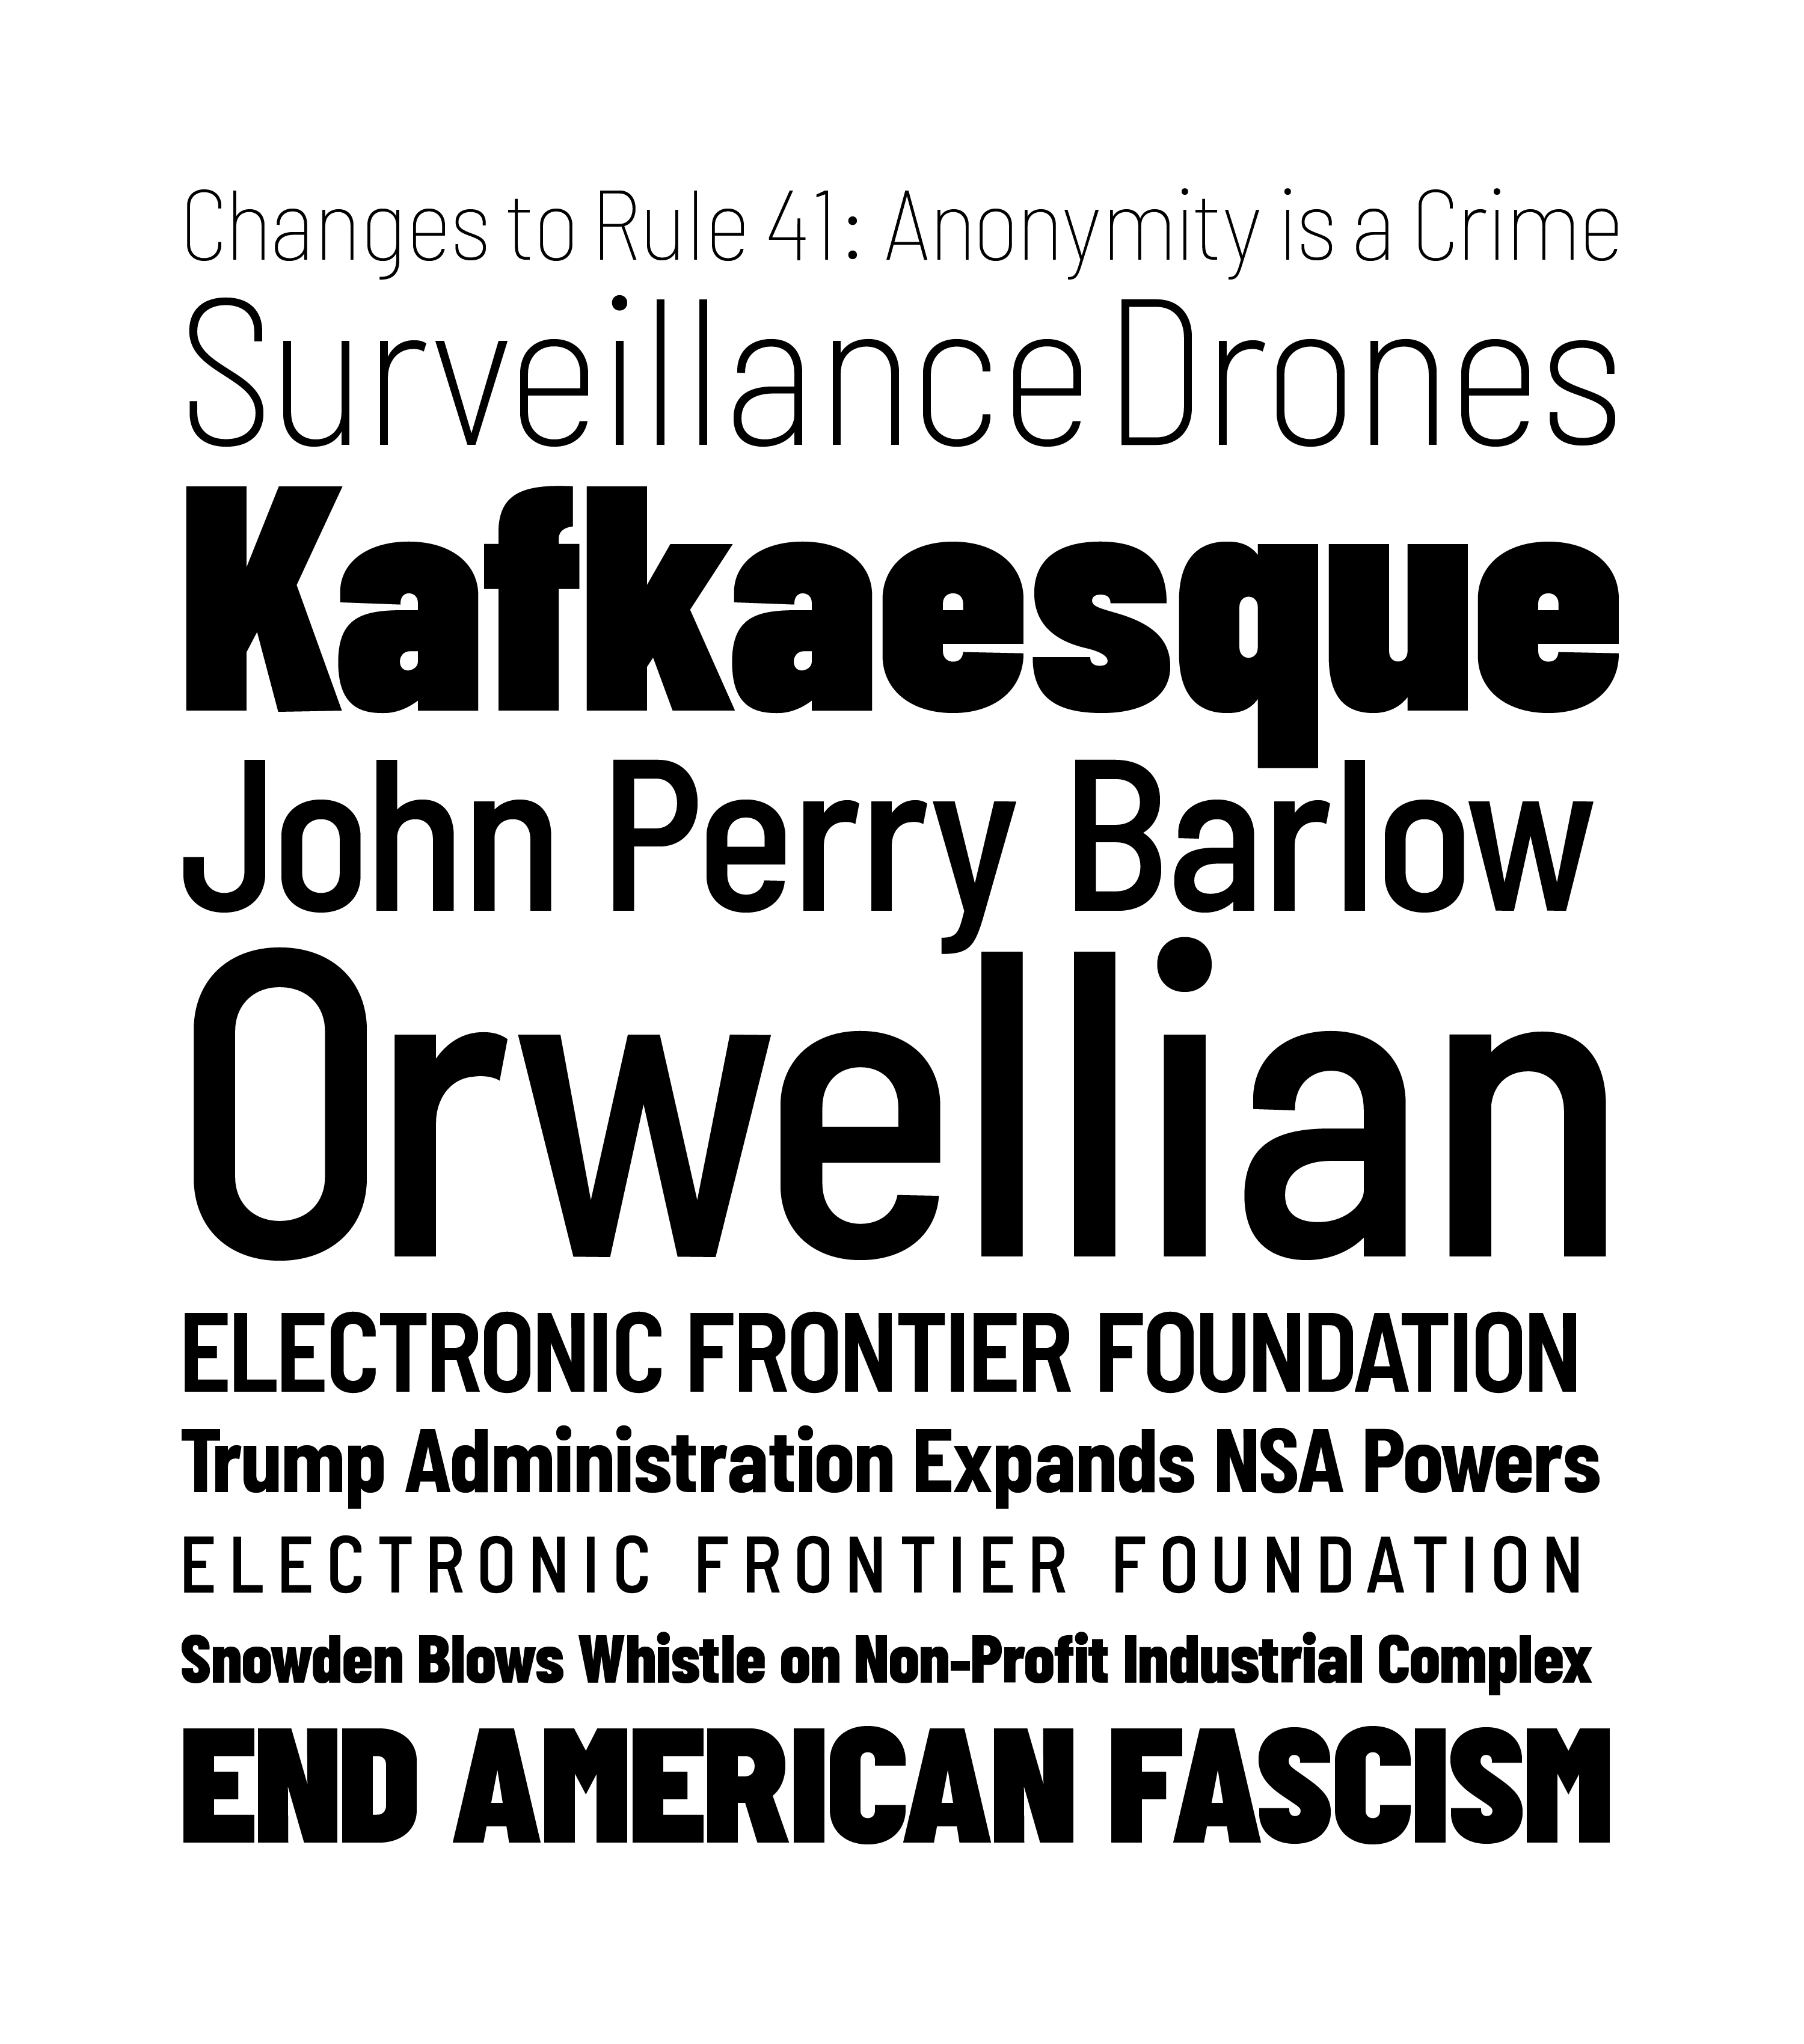 Changes to Rule 41: Anonymity is a Crime
Surveillance Drones
Kafkaesque
John Perry Barlow
Orwellian
ELECTRONIC FRONTIER FOUNDATION
Trump Administration Expands NSA Powers
ELECTRONIC FRONTIER FOUNDATION
Snowden Blows Whistle on Non-Profit Industrial Complex
END AMERICAN FASCISM